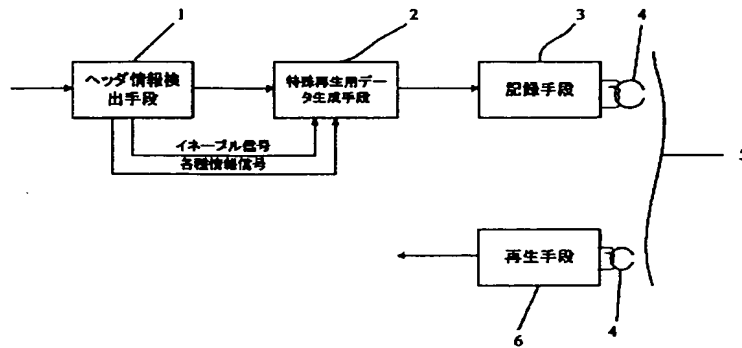 1
2
3
4
ヘッダ情報検
出手段
特殊再生用デー
タ生成手段
記録手段
イネーブル信号
各種情報信号
5
再生手段
6
4